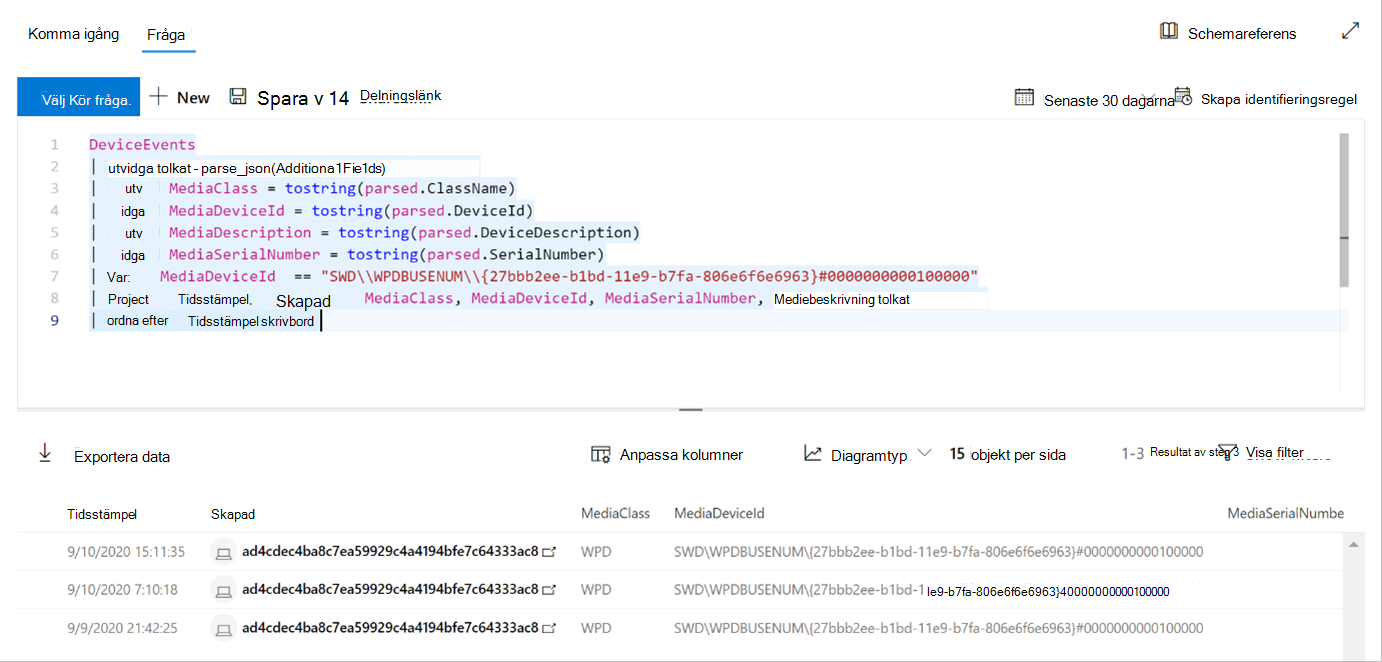 Komma igång Fråga Schemareferens
Välj Kör fråga. New Spara v 14 Delningslänk Senaste 30 dagarna Skapa identifieringsregel
1 DeviceEvents
2 | utvidga tolkat - parse_json(Additiona1Fie1ds)
3 | utv MediaClass = tostring(parsed.ClassName)
4 | idga MediaDeviceId = tostring(parsed.DeviceId)
5 | utv MediaDescription = tostring(parsed.DeviceDescription)
6 | idga MediaSerialNumber = tostring(parsed.SerialNumber)
7 | Var: MediaDeviceId == "SWD\\WPDBUSENUM\\{27bbb2ee-b1bd-11e9-b7fa-806e6f6e6963}#0000000000100000"
8 | Project Tidsstämpel, Skapad MediaClass, MediaDeviceId, MediaSerialNumber, Mediebeskrivning tolkat
9 | ordna efter Tidsstämpel skrivbord
Exportera data Anpassa kolumner Diagramtyp 15 objekt per sida 1-3 Resultat av steg 3 Visa filter
Tidsstämpel Skapad MediaClass MediaDeviceId MediaSerialNumbe
9/10/2020 15:11:35 ad4cdec4ba8c7ea59929c4a4194bfe7c64333ac8 WPD SWD\WPDBUSENUM\{27bbb2ee-b1bd-11e9-b7fa-806e6f6e6963}#0000000000100000
9/10/2020 7:10:18 ad4cdec4ba8c7ea59929c4a4194bfe7c64333ac8 WPD SWD\WPDBUSENUM\{27bbb2ee-b1bd-1le9-b7fa-806e6f6e6963}40000000000100000
9/9/2020 21:42:25 ad4cdec4ba8c7ea59929c4a4194bfe7c64333ac8 WPD SWD\WPDBUSENUM\{27bbb2ee-b1bd-11e9-b7fa-806e6f6e6963}#0000000000100000